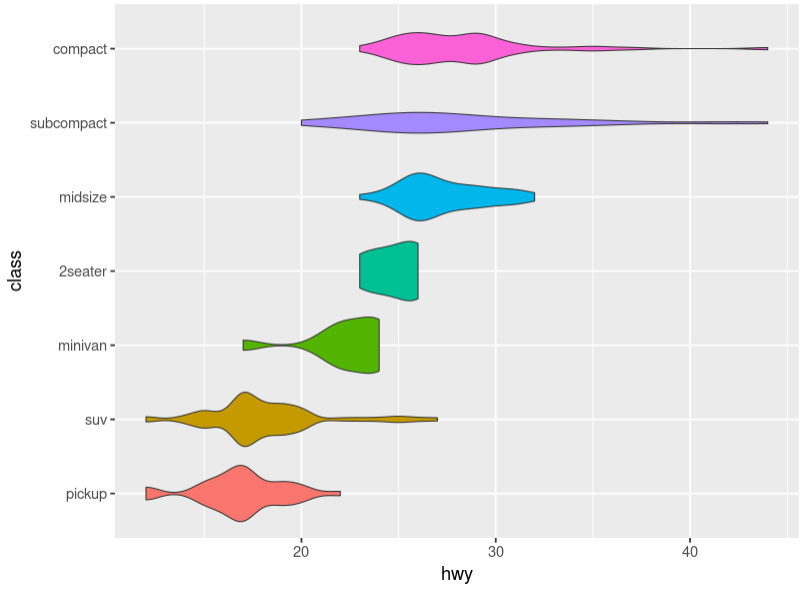 compact
subcompact
midsize
2seater
minivan
suv
pickup
class
20 30 40
hwy